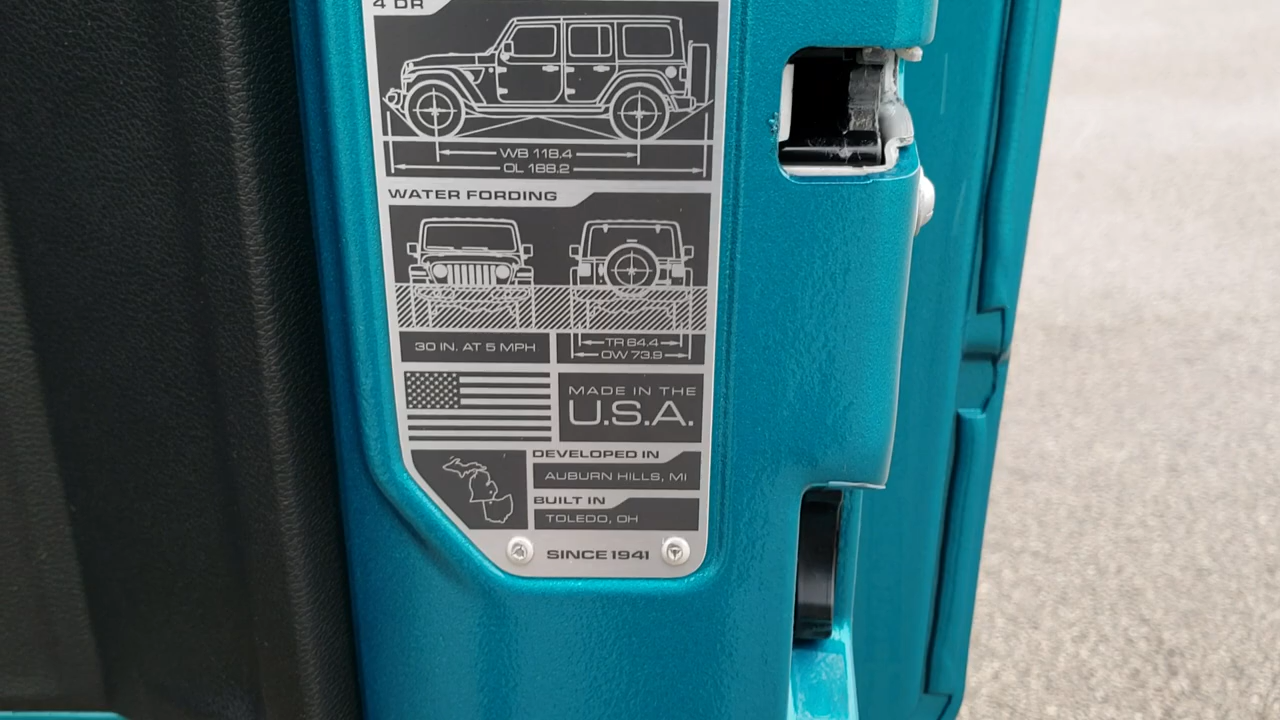 4 DR
WB 118.4
OL 188.2
WATER FORDING
30 IN. AT 5 MPH
TR 64.4
OW 73.9
MADE IN THE
U.S.A.
DEVELOPED IN
AUBURN HILLS, MI
BUILT IN
TOLEDO, OH
SINCE 1941